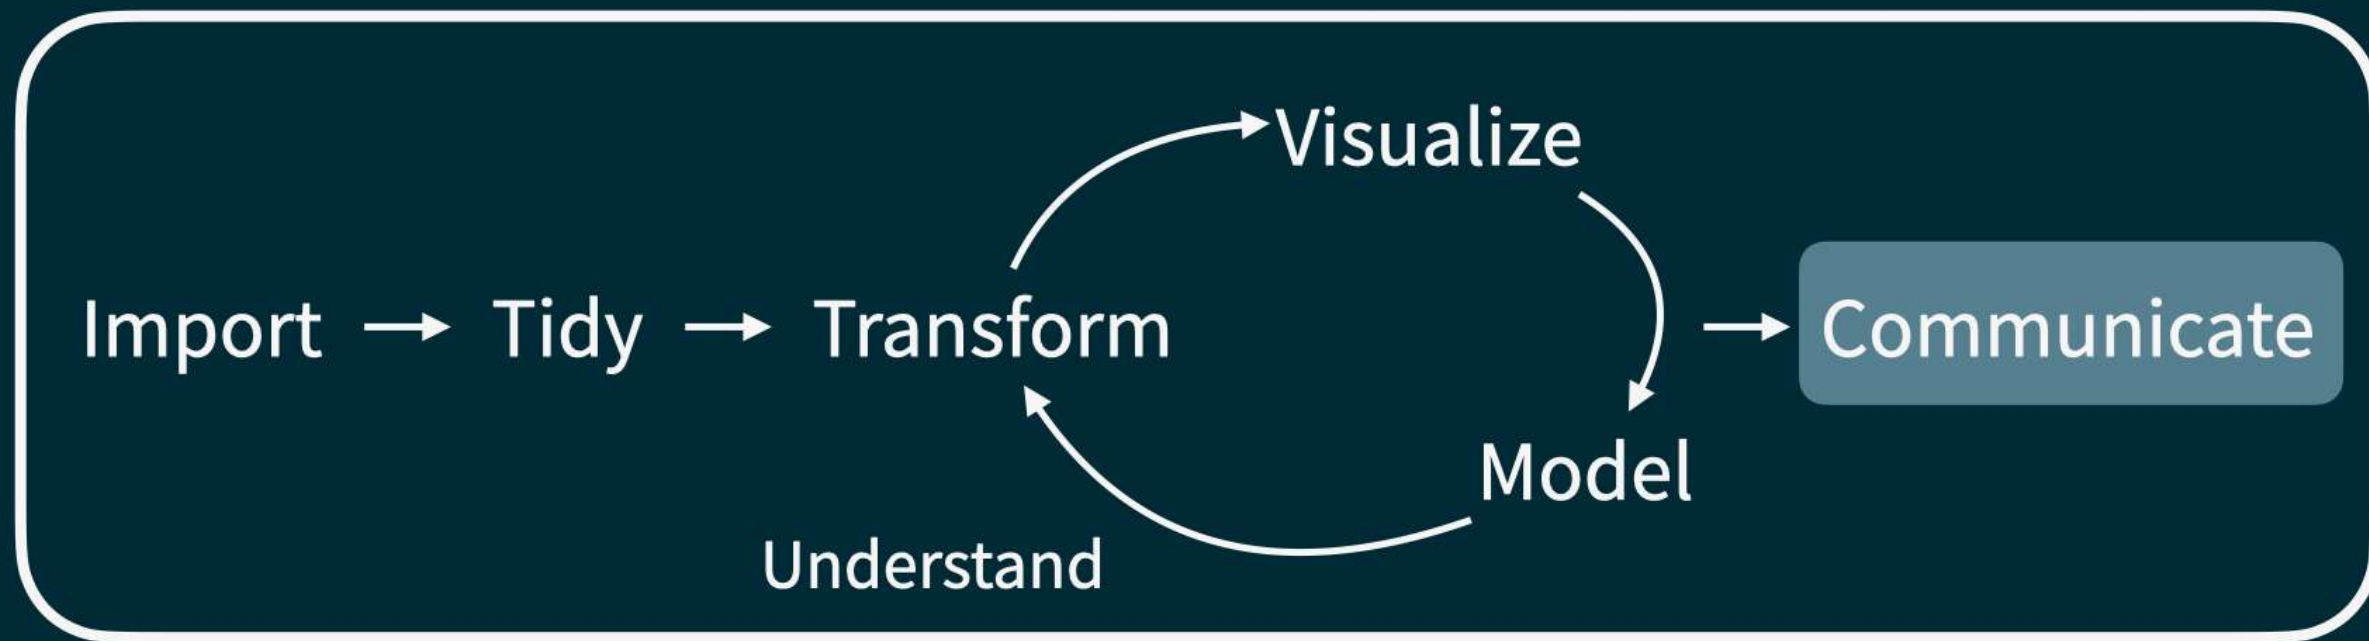 Visualize
Import → Tidy → Transform → Communicate
Model
Understand